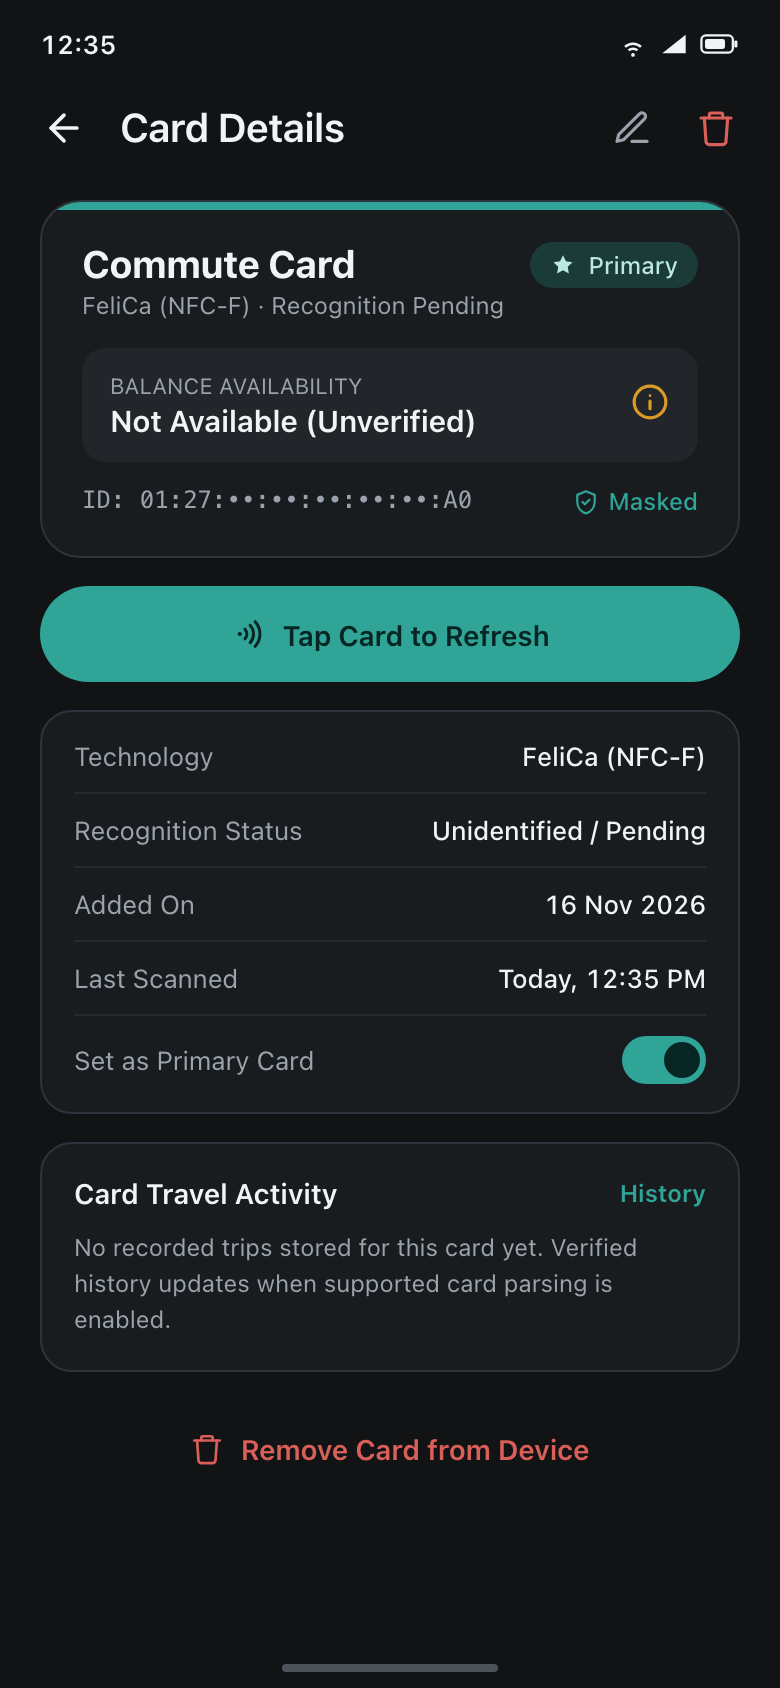 12:35
Card Details
Commute Card
Primary
FeliCa (NFC-F) · Recognition Pending
BALANCE AVAILABILITY
Not Available (Unverified)
ID: 01:27:••:••:••:••:••:A0
Masked
Tap Card to Refresh
Technology
FeliCa (NFC-F)
Recognition Status
Unidentified / Pending
Added On
16 Nov 2026
Last Scanned
Today, 12:35 PM
Set as Primary Card
Card Travel Activity
History
No recorded trips stored for this card yet. Verified
history updates when supported card parsing is
enabled.
Remove Card from Device